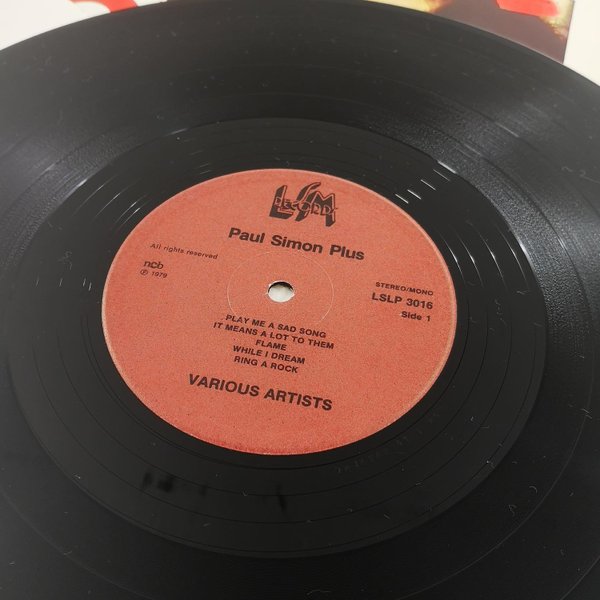 LSM
RECORDS
Paul Simon Plus
All rights reserved
ncb
℗ 1979
STEREO/MONO
LSLP 3016
Side 1
PLAY ME A SAD SONG
IT MEANS A LOT TO THEM
FLAME
WHILE I DREAM
RING A ROCK
VARIOUS ARTISTS